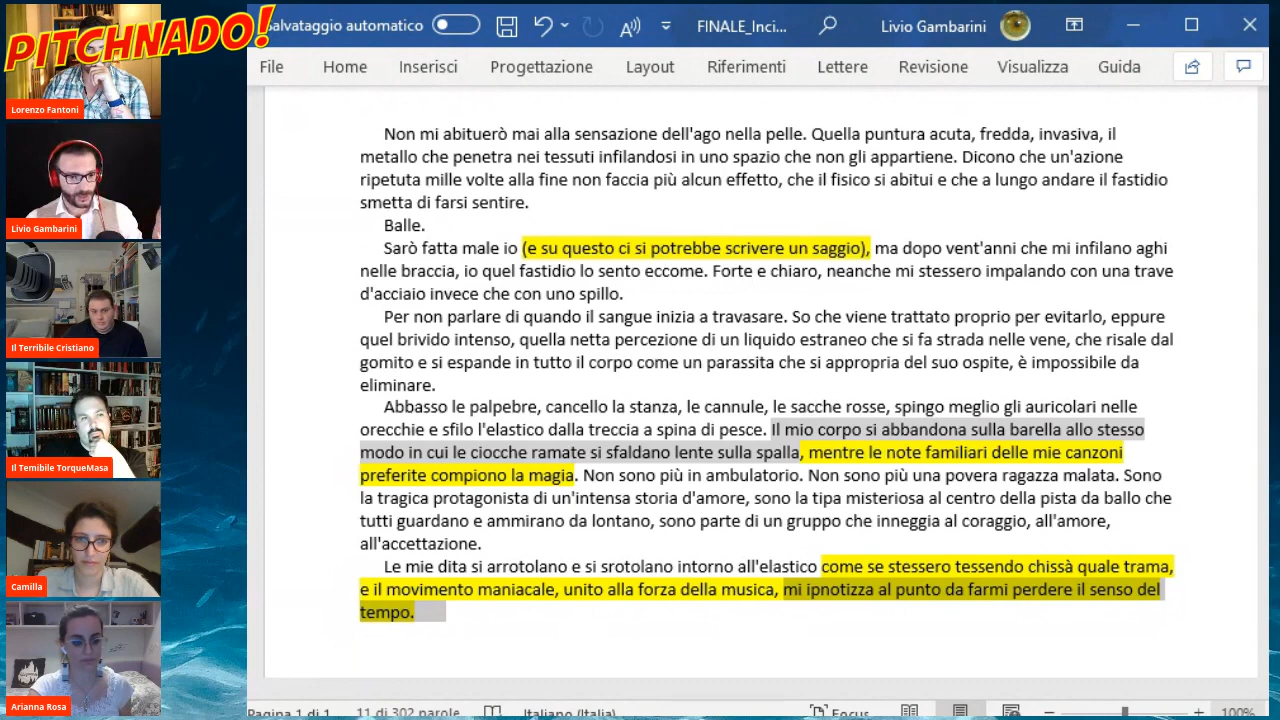 PITCHNADO!
Lorenzo Fantoni
Livio Gambarini
Il Terribile Cristiano
Il Temibile TorqueMasa
Camilla
Arianna Rosa
Salvataggio automatico
FINALE_Inci...
Livio Gambarini
File Home Inserisci Progettazione Layout Riferimenti Lettere Revisione Visualizza Guida
Non mi abituerò mai alla sensazione dell'ago nella pelle. Quella puntura acuta, fredda, invasiva, il
metallo che penetra nei tessuti infilandosi in uno spazio che non gli appartiene. Dicono che un'azione
ripetuta mille volte alla fine non faccia più alcun effetto, che il fisico si abitui e che a lungo andare il fastidio
smetta di farsi sentire.
Balle.
Sarò fatta male io (e su questo ci si potrebbe scrivere un saggio), ma dopo vent'anni che mi infilano aghi
nelle braccia, io quel fastidio lo sento eccome. Forte e chiaro, neanche mi stessero impalando con una trave
d'acciaio invece che con uno spillo.
Per non parlare di quando il sangue inizia a travasare. So che viene trattato proprio per evitarlo, eppure
quel brivido intenso, quella netta percezione di un liquido estraneo che si fa strada nelle vene, che risale dal
gomito e si espande in tutto il corpo come un parassita che si appropria del suo ospite, è impossibile da
eliminare.
Abbasso le palpebre, cancello la stanza, le cannule, le sacche rosse, spingo meglio gli auricolari nelle
orecchie e sfilo l'elastico dalla treccia a spina di pesce. Il mio corpo si abbandona sulla barella allo stesso
modo in cui le ciocche ramate si sfaldano lente sulla spalla, mentre le note familiari delle mie canzoni
preferite compiono la magia. Non sono più in ambulatorio. Non sono più una povera ragazza malata. Sono
la tragica protagonista di un'intensa storia d'amore, sono la tipa misteriosa al centro della pista da ballo che
tutti guardano e ammirano da lontano, sono parte di un gruppo che inneggia al coraggio, all'amore,
all'accettazione.
Le mie dita si arrotolano e si srotolano intorno all'elastico come se stessero tessendo chissà quale trama,
e il movimento maniacale, unito alla forza della musica, mi ipnotizza al punto da farmi perdere il senso del
tempo.
Pagina 1 di 1 11 di 302 parole Italiano (Italia) Focus 100%